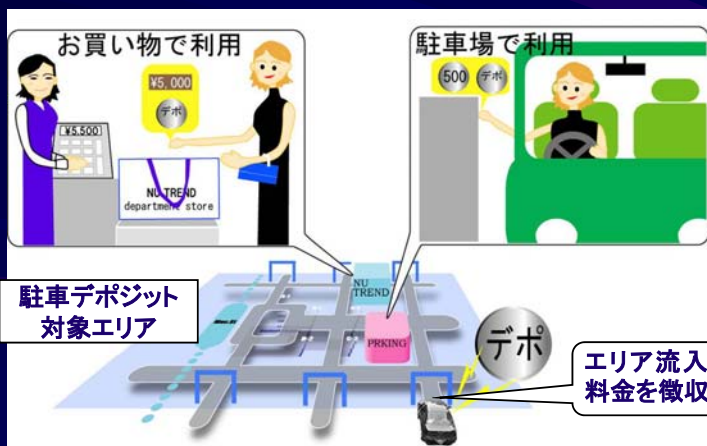 お買い物で利用
¥5,000
デポ
¥5,500
NU TREND
department store
駐車場で利用
500 デポ
駐車デポジット
対象エリア
NU
TREND
PRKING
デポ
エリア流入
料金を徴収